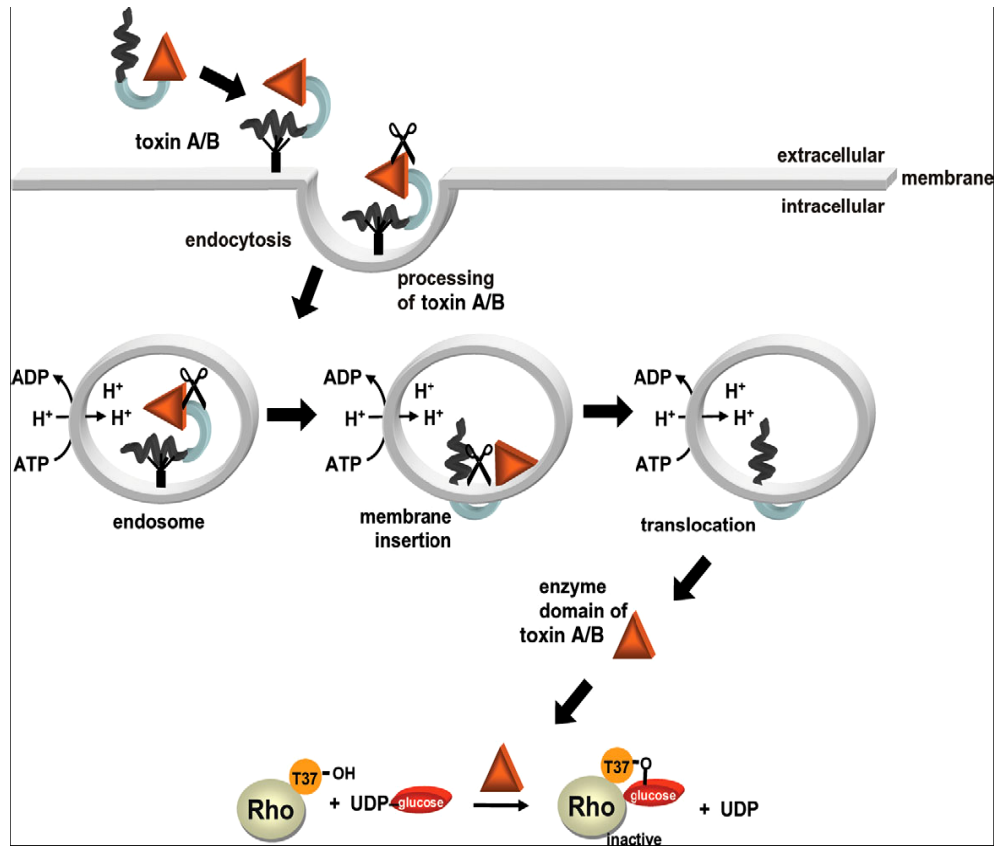 toxin A/B
extracellular
membrane
intracellular
endocytosis
processing
of toxin A/B
ADP
H⁺
H⁺
H⁺
ATP
endosome
ADP
H⁺
H⁺
H⁺
ATP
membrane
insertion
ADP
H⁺
H⁺
H⁺
ATP
translocation
enzyme
domain of
toxin A/B
T37-OH
Rho + UDP-glucose
T37-O
Rho glucose + UDP
inactive